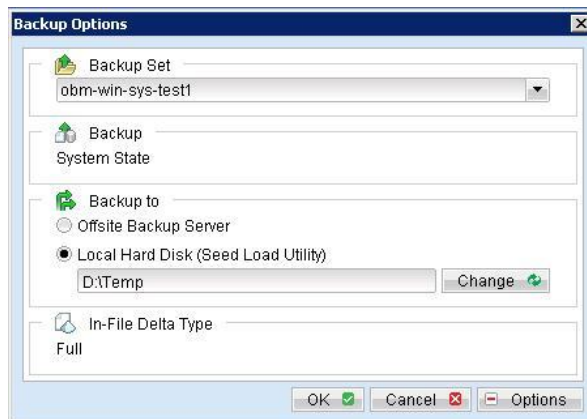 Backup Options
Backup Set
obm-win-sys-test1
Backup
System State
Backup to
Offsite Backup Server
Local Hard Disk (Seed Load Utility)
D:\Temp
Change
In-File Delta Type
Full
OK
Cancel
Options